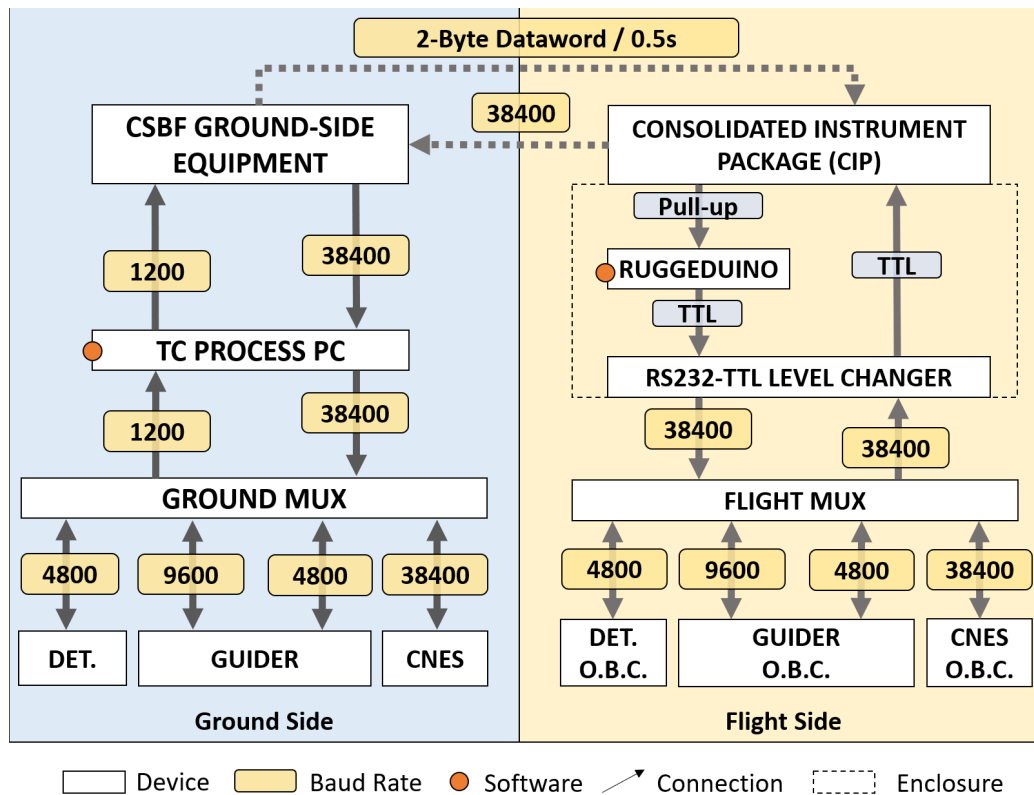 2-Byte Dataword / 0.5s
CSBF GROUND-SIDE
EQUIPMENT
38400
CONSOLIDATED INSTRUMENT
PACKAGE (CIP)
Pull-up
1200
38400
RUGGEDUINO
TTL
TTL
TC PROCESS PC
RS232-TTL LEVEL CHANGER
1200
38400
38400
38400
GROUND MUX
FLIGHT MUX
4800
9600
4800
38400
4800
9600
4800
38400
DET.
GUIDER
CNES
DET.
O.B.C.
GUIDER
O.B.C.
CNES
O.B.C.
Ground Side
Flight Side
Device
Baud Rate
Software
Connection
Enclosure